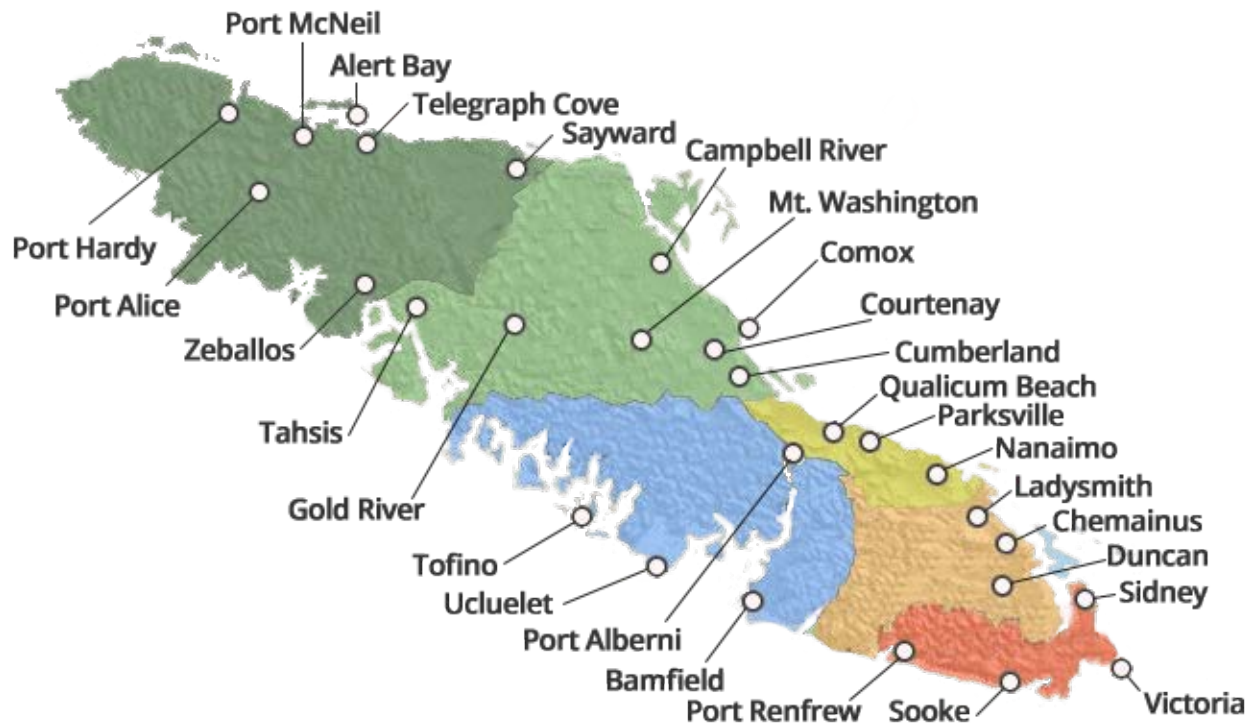 Port McNeil
Alert Bay
Telegraph Cove
Sayward
Campbell River
Mt. Washington
Port Hardy
Comox
Port Alice
Courtenay
Zeballos
Cumberland
Qualicum Beach
Parksville
Tahsis
Nanaimo
Ladysmith
Gold River
Chemainus
Duncan
Tofino
Sidney
Ucluelet
Port Alberni
Bamfield
Port Renfrew
Sooke
Victoria